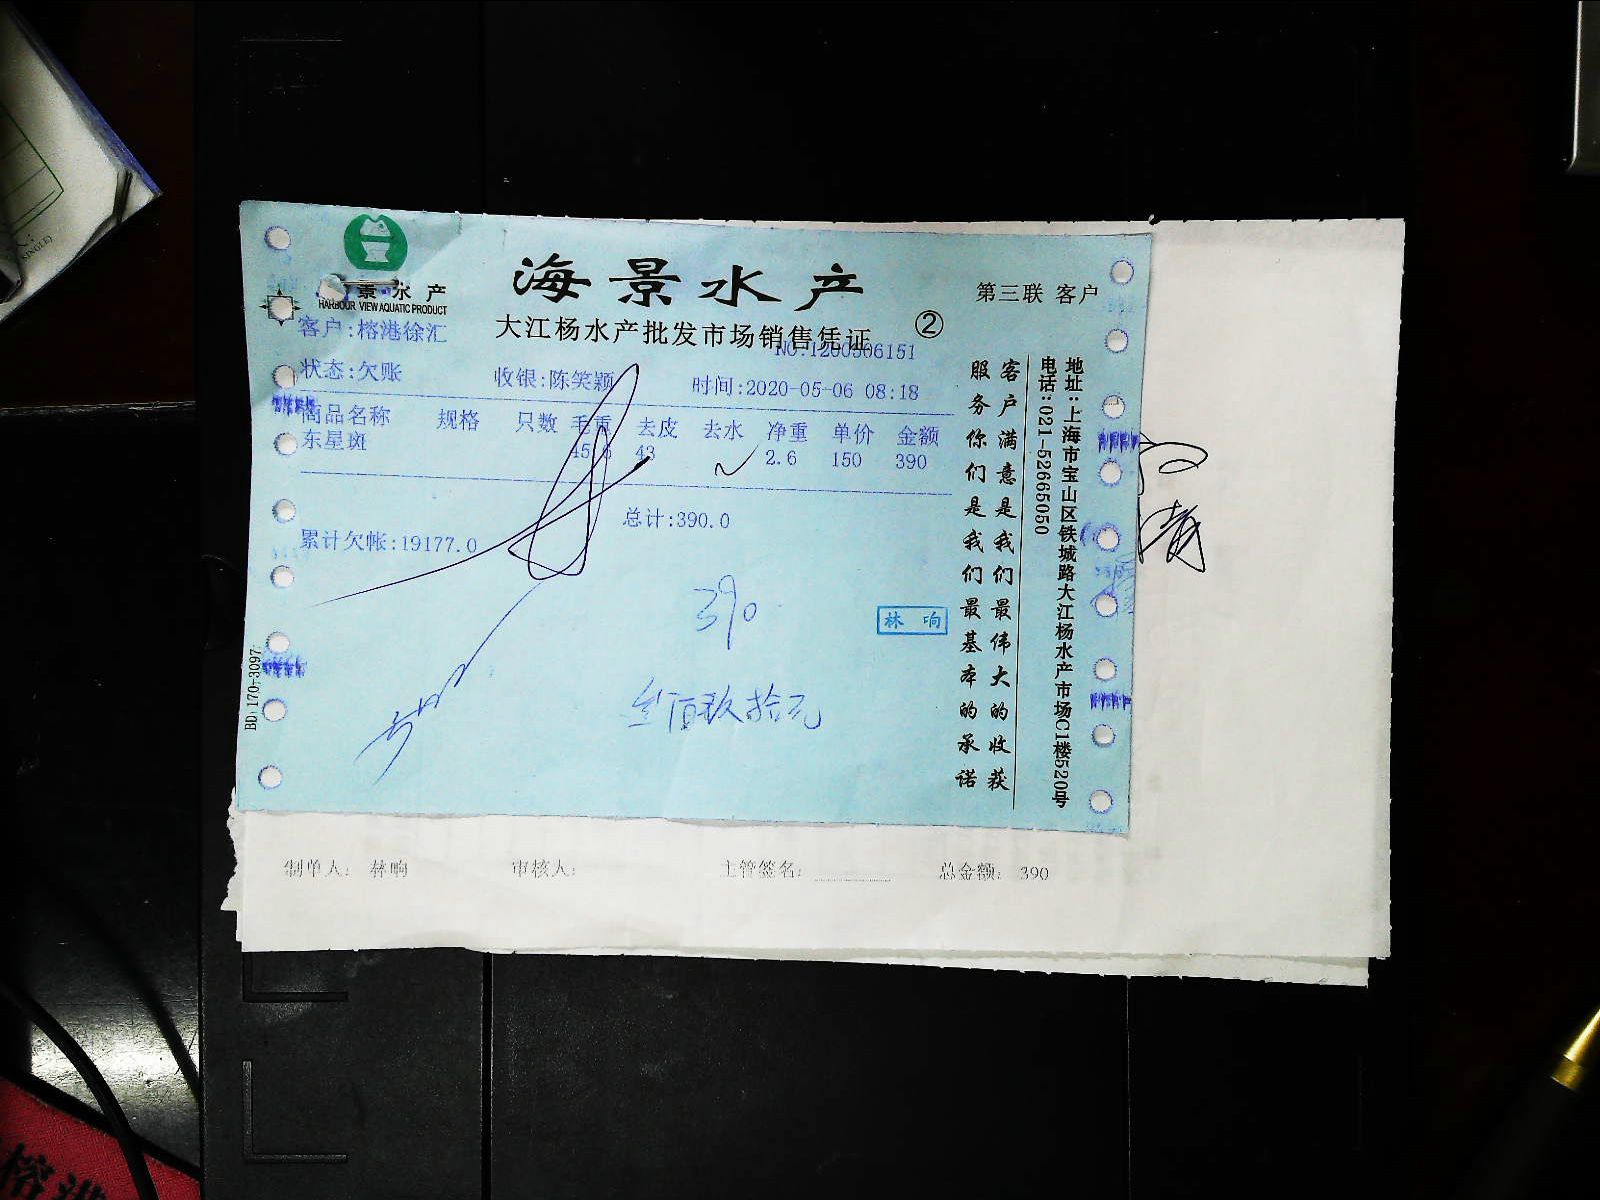 海景水产
景水产
HARBOUR VIEW AQUATIC PRODUCT
第三联 客户
大江杨水产批发市场销售凭证
②
客户:榕港徐汇
NO:1200506151
状态:欠账
收银:陈笑颖
时间:2020-05-06 08:18
商品名称 规格 只数 毛重 去皮 去水 净重 单价 金额
东星斑 45.6 43 2.6 150 390
总计:390.0
累计欠帐:19177.0
390
叁佰玖拾元
林响
客户满意是我们最伟大的收获
服务你们是我们最基本的承诺
地址:上海市宝山区铁城路大江杨水产市场C1楼520号
电话:021-52665050
BD:170-3097
制单人: 林响 审核人: 主管签名: 总金额: 390
SINGLE)
榕港